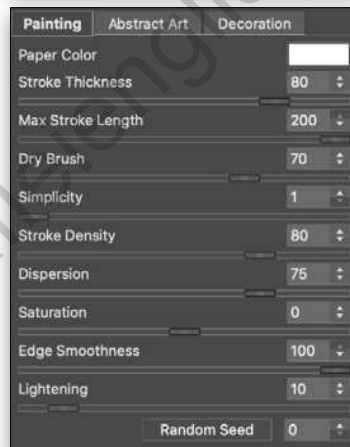 Painting Abstract Art Decoration
Paper Color
Stroke Thickness 80
Max Stroke Length 200
Dry Brush 70
Simplicity 1
Stroke Density 80
Dispersion 75
Saturation 0
Edge Smoothness 100
Lightening 10
Random Seed 0